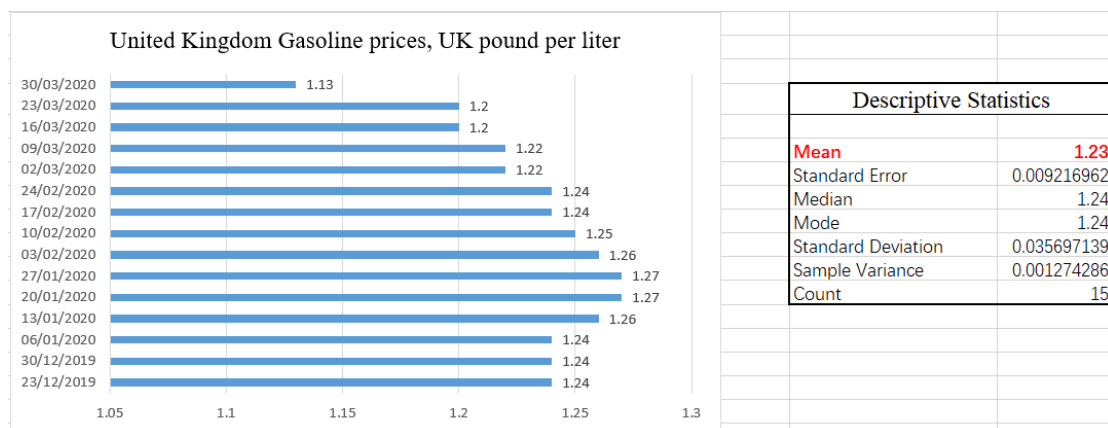 United Kingdom Gasoline prices, UK pound per liter
30/03/2020 1.13
23/03/2020 1.2
16/03/2020 1.2
09/03/2020 1.22
02/03/2020 1.22
24/02/2020 1.24
17/02/2020 1.24
10/02/2020 1.25
03/02/2020 1.26
27/01/2020 1.27
20/01/2020 1.27
13/01/2020 1.26
06/01/2020 1.24
30/12/2019 1.24
23/12/2019 1.24
1.05 1.1 1.15 1.2 1.25 1.3
Descriptive Statistics
Mean 1.23
Standard Error 0.009216962
Median 1.24
Mode 1.24
Standard Deviation 0.035697139
Sample Variance 0.001274286
Count 15